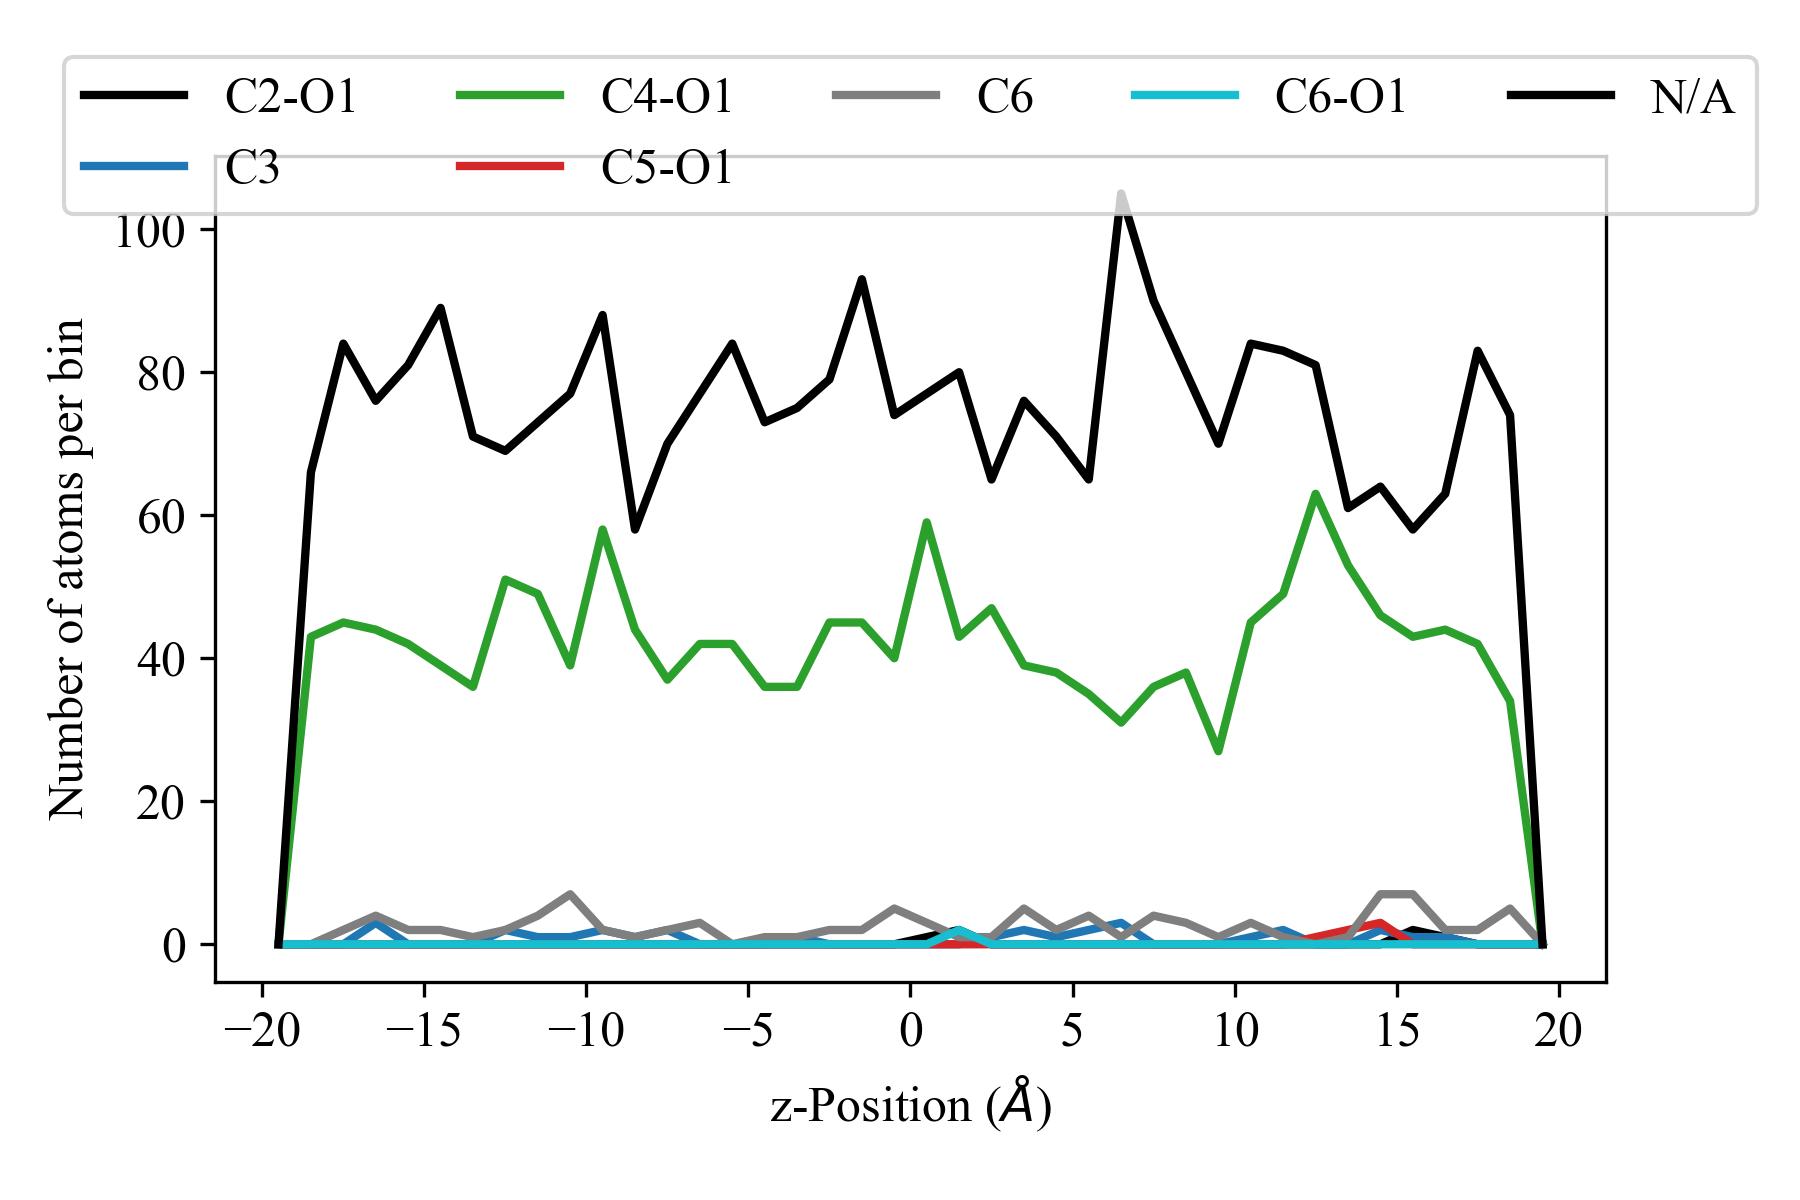 C2-O1 C4-O1 C6 C6-O1 N/A
C3 C5-O1
100
80
60
40
20
0
Number of atoms per bin
−20 −15 −10 −5 0 5 10 15 20
z-Position (Å)